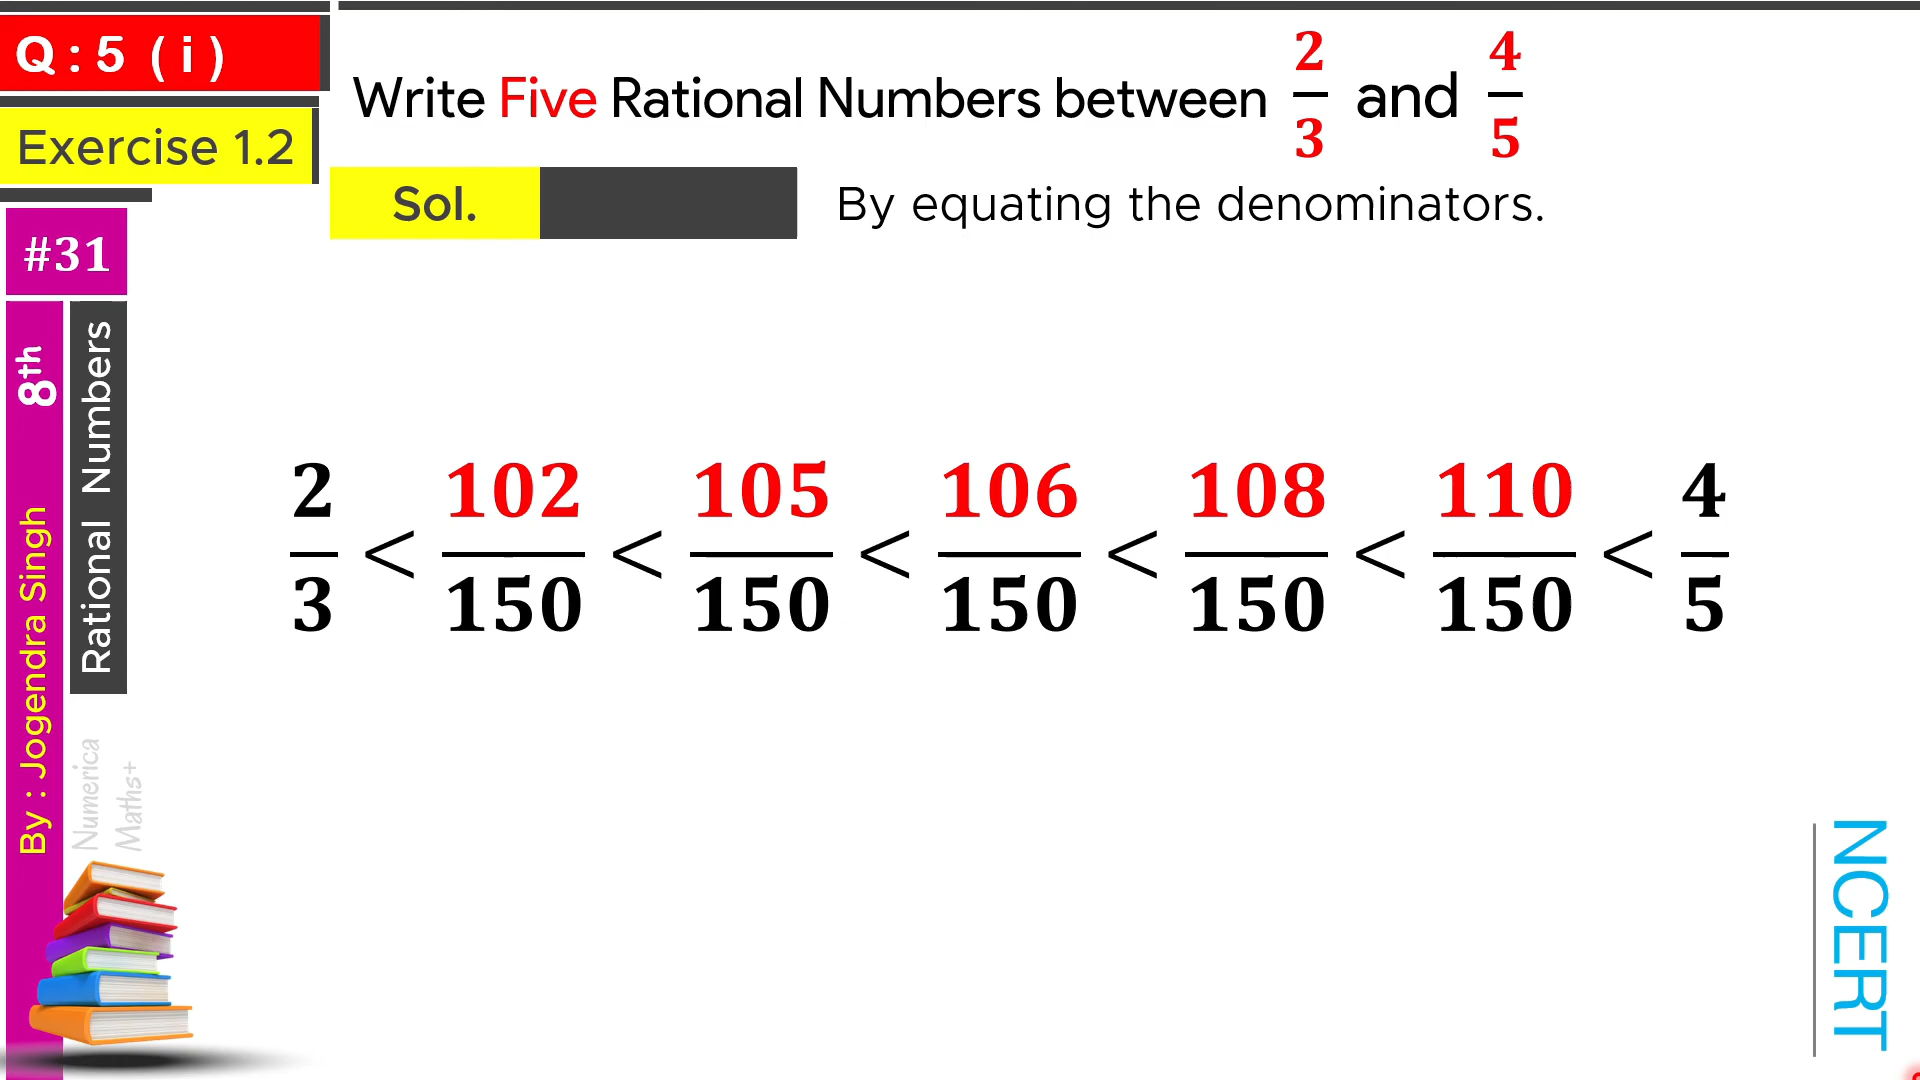 Q : 5 ( i )
Exercise 1.2
#31
8th
By : Jogendra Singh
Rational Numbers
Numerica
Maths+
Write Five Rational Numbers between 2/3 and 4/5
Sol.
By equating the denominators.
2/3 < 102/150 < 105/150 < 106/150 < 108/150 < 110/150 < 4/5
NCERT